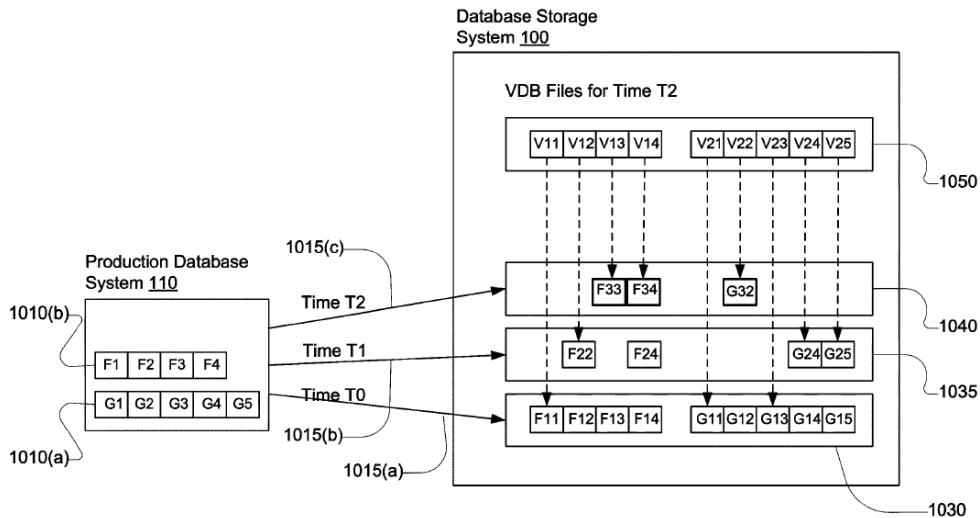 Database Storage
System 100
VDB Files for Time T2
V11 V12 V13 V14 V21 V22 V23 V24 V25
1050
1015(c)
Production Database
System 110
1010(b)
Time T2
F33 F34 G32
1040
F1 F2 F3 F4
Time T1
F22 F24 G24 G25
1035
G1 G2 G3 G4 G5
Time T0
F11 F12 F13 F14 G11 G12 G13 G14 G15
1010(a)
1015(b)
1015(a)
1030